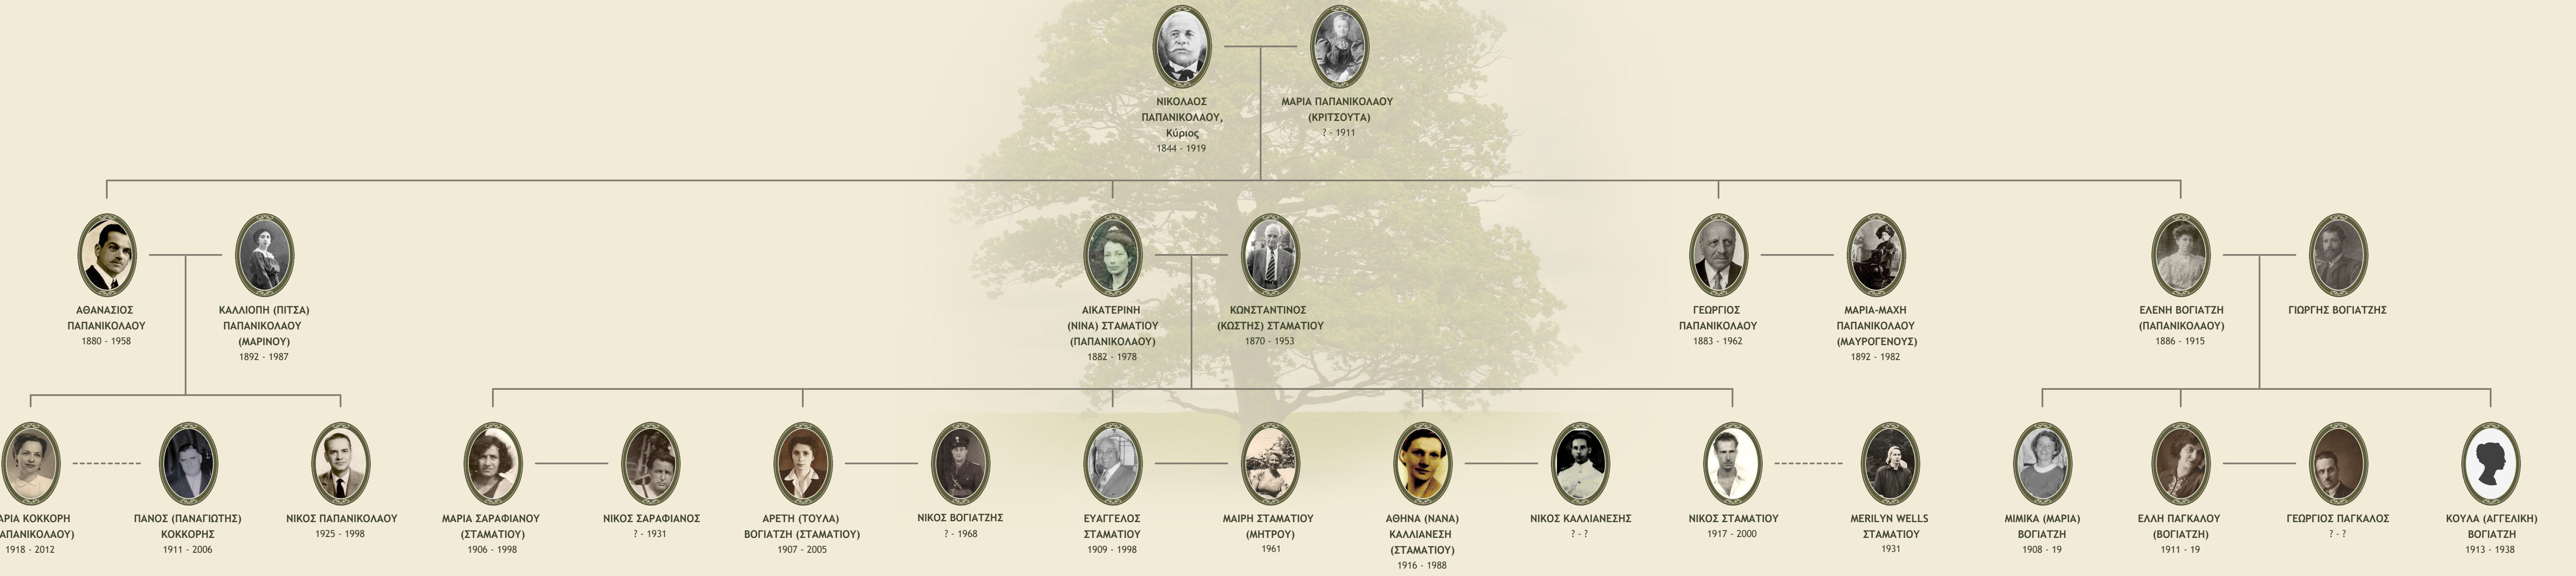 ΝΙΚΟΛΑΟΣ
ΠΑΠΑΝΙΚΟΛΑΟΥ,
Κύριος
1844 - 1919
ΜΑΡΙΑ ΠΑΠΑΝΙΚΟΛΑΟΥ
(ΚΡΙΤΣΟΥΤΑ)
? - 1911
ΑΘΑΝΑΣΙΟΣ
ΠΑΠΑΝΙΚΟΛΑΟΥ
1880 - 1958
ΚΑΛΛΙΟΠΗ (ΠΙΤΣΑ)
ΠΑΠΑΝΙΚΟΛΑΟΥ
(ΜΑΡΙΝΟΥ)
1892 - 1987
ΑΙΚΑΤΕΡΙΝΗ
(ΝΙΝΑ) ΣΤΑΜΑΤΙΟΥ
(ΠΑΠΑΝΙΚΟΛΑΟΥ)
1882 - 1978
ΚΩΝΣΤΑΝΤΙΝΟΣ
(ΚΩΣΤΗΣ) ΣΤΑΜΑΤΙΟΥ
1870 - 1953
ΓΕΩΡΓΙΟΣ
ΠΑΠΑΝΙΚΟΛΑΟΥ
1883 - 1962
ΜΑΡΙΑ-ΜΑΧΗ
ΠΑΠΑΝΙΚΟΛΑΟΥ
(ΜΑΥΡΟΓΕΝΟΥΣ)
1892 - 1982
ΕΛΕΝΗ ΒΟΓΙΑΤΖΗ
(ΠΑΠΑΝΙΚΟΛΑΟΥ)
1886 - 1915
ΓΙΩΡΓΗΣ ΒΟΓΙΑΤΖΗΣ
ΑΡΙΑ ΚΟΚΚΟΡΗ
ΑΠΑΝΙΚΟΛΑΟΥ)
1918 - 2012
ΠΑΝΟΣ (ΠΑΝΑΓΙΩΤΗΣ)
ΚΟΚΚΟΡΗΣ
1911 - 2006
ΝΙΚΟΣ ΠΑΠΑΝΙΚΟΛΑΟΥ
1925 - 1998
ΜΑΡΙΑ ΣΑΡΑΦΙΑΝΟΥ
(ΣΤΑΜΑΤΙΟΥ)
1906 - 1998
ΝΙΚΟΣ ΣΑΡΑΦΙΑΝΟΣ
? - 1931
ΑΡΕΤΗ (ΤΟΥΛΑ)
ΒΟΓΙΑΤΖΗ (ΣΤΑΜΑΤΙΟΥ)
1907 - 2005
ΝΙΚΟΣ ΒΟΓΙΑΤΖΗΣ
? - 1968
ΕΥΑΓΓΕΛΟΣ
ΣΤΑΜΑΤΙΟΥ
1909 - 1998
ΜΑΙΡΗ ΣΤΑΜΑΤΙΟΥ
(ΜΗΤΡΟΥ)
1961
ΑΘΗΝΑ (ΝΑΝΑ)
ΚΑΛΛΙΑΝΕΣΗ
(ΣΤΑΜΑΤΙΟΥ)
1916 - 1988
ΝΙΚΟΣ ΚΑΛΛΙΑΝΕΣΗΣ
? - ?
ΝΙΚΟΣ ΣΤΑΜΑΤΙΟΥ
1917 - 2000
MERILYN WELLS
ΣΤΑΜΑΤΙΟΥ
1931
ΜΙΜΙΚΑ (ΜΑΡΙΑ)
ΒΟΓΙΑΤΖΗ
1908 - 19
ΕΛΛΗ ΠΑΓΚΑΛΟΥ
(ΒΟΓΙΑΤΖΗ)
1911 - 19
ΓΕΩΡΓΙΟΣ ΠΑΓΚΑΛΟΣ
? - ?
ΚΟΥΛΑ (ΑΓΓΕΛΙΚΗ)
ΒΟΓΙΑΤΖΗ
1913 - 1938